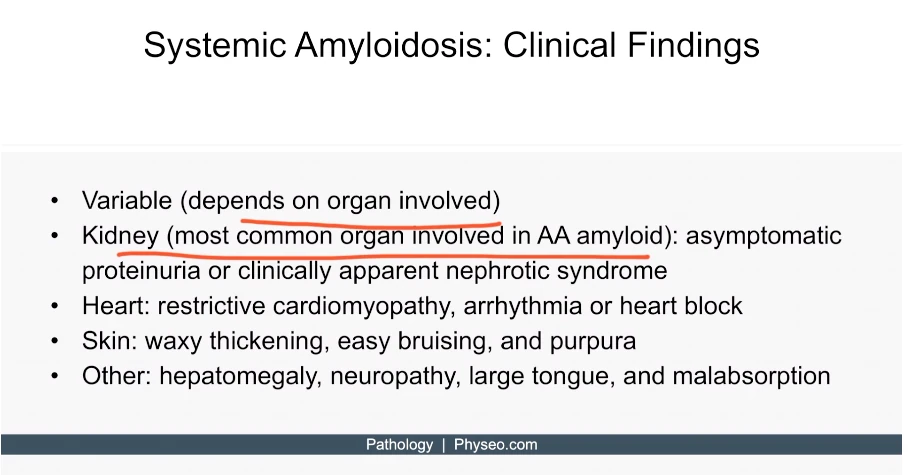 Systemic Amyloidosis: Clinical Findings
• Variable (depends on organ involved)
• Kidney (most common organ involved in AA amyloid): asymptomatic
proteinuria or clinically apparent nephrotic syndrome
• Heart: restrictive cardiomyopathy, arrhythmia or heart block
• Skin: waxy thickening, easy bruising, and purpura
• Other: hepatomegaly, neuropathy, large tongue, and malabsorption
Pathology | Physeo.com